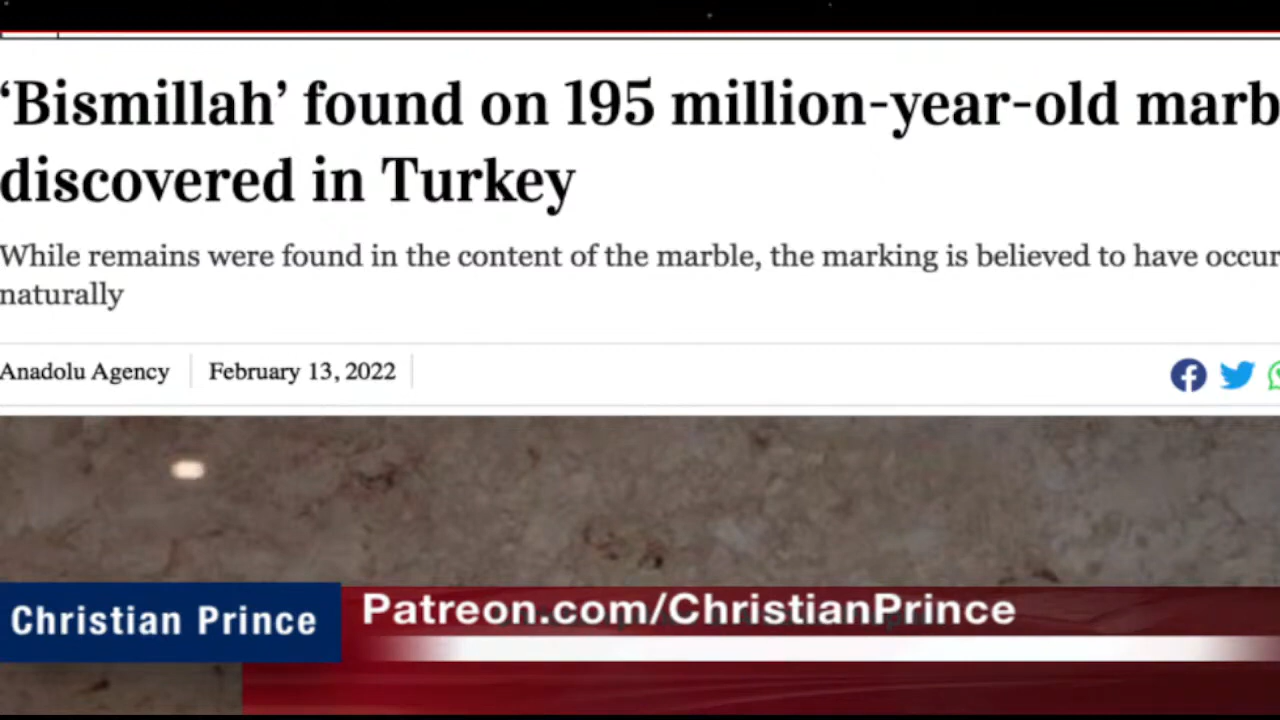 ‘Bismillah’ found on 195 million-year-old marb
discovered in Turkey
While remains were found in the content of the marble, the marking is believed to have occur
naturally
Anadolu Agency
February 13, 2022
Christian Prince
Patreon.com/ChristianPrince